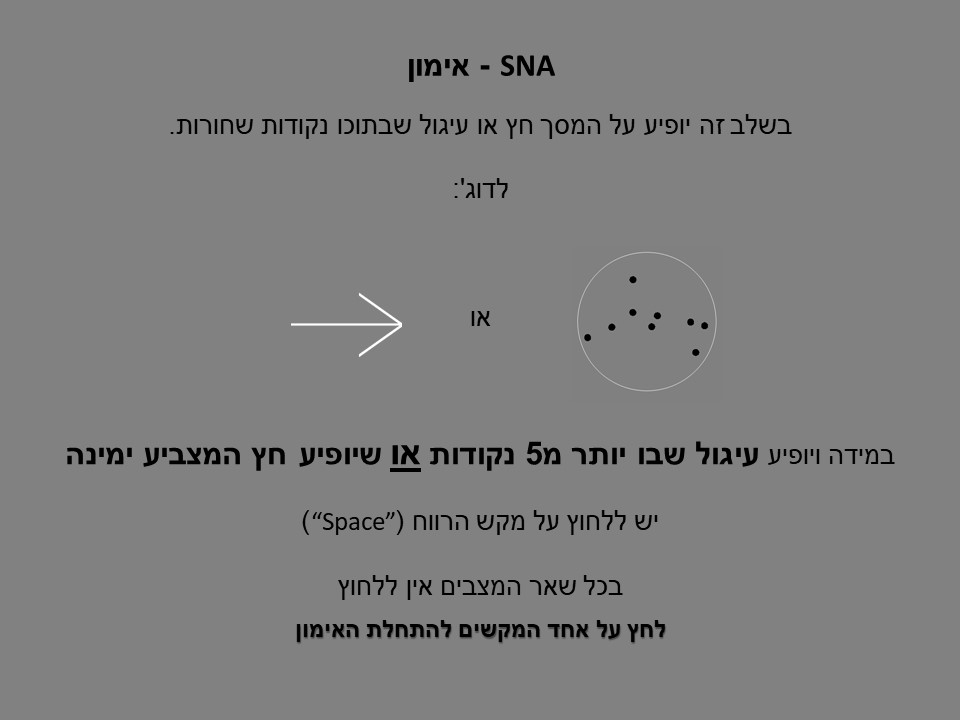 SNA - אימון
בשלב זה יופיע על המסך חץ או עיגול שבתוכו נקודות שחורות.
לדוג':
או
במידה ויופיע עיגול שבו יותר מ5 נקודות או שיופיע חץ המצביע ימינה
יש ללחוץ על מקש הרווח (“Space”)
בכל שאר המצבים אין ללחוץ
לחץ על אחד המקשים להתחלת האימון